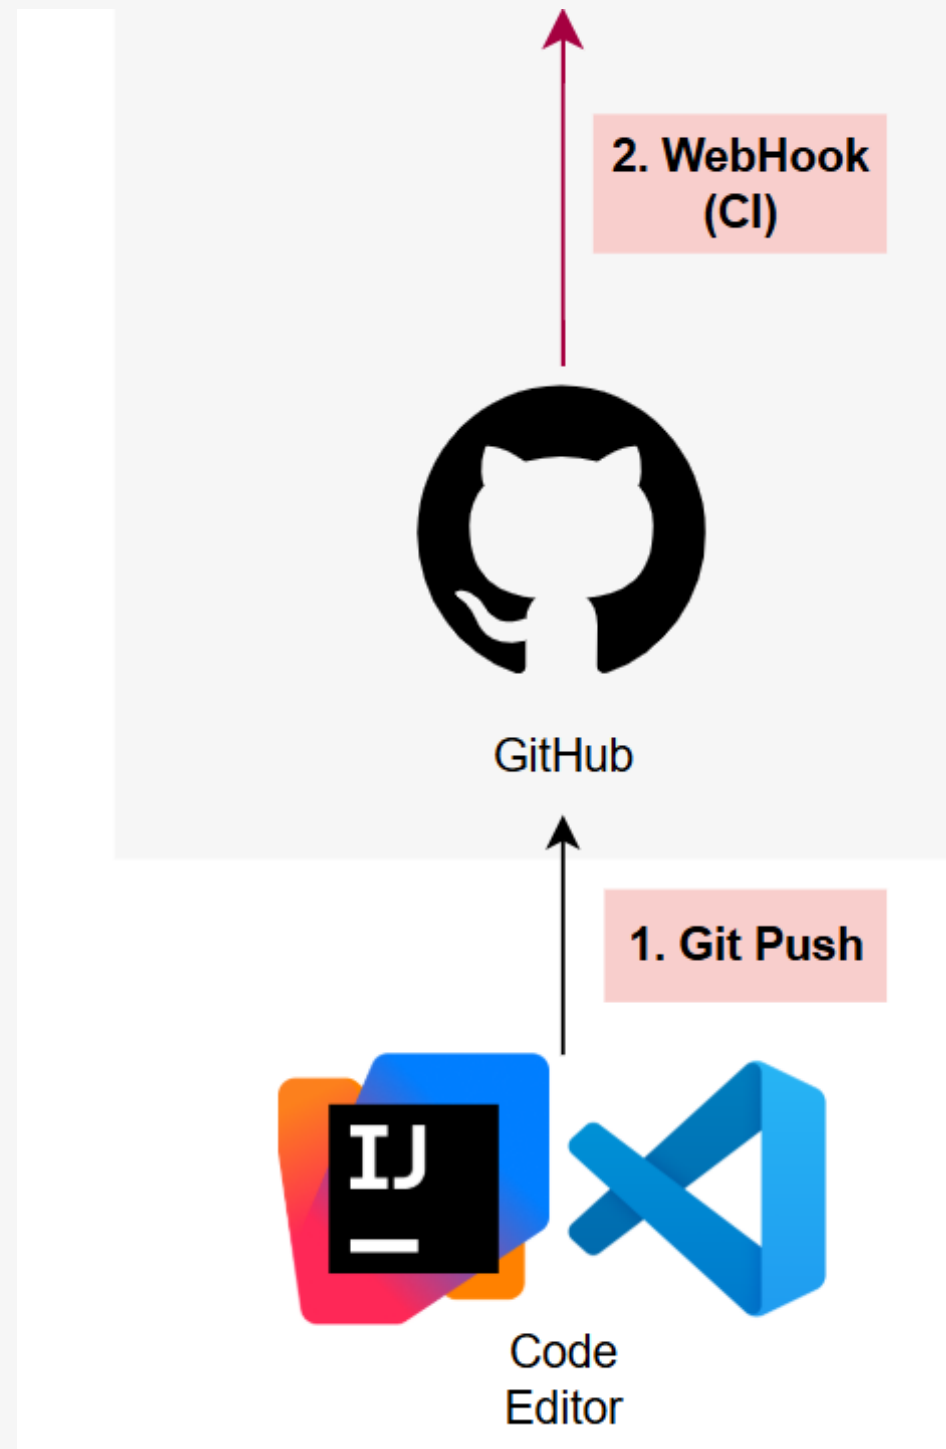 2. WebHook
(CI)
GitHub
1. Git Push
IJ
Code
Editor